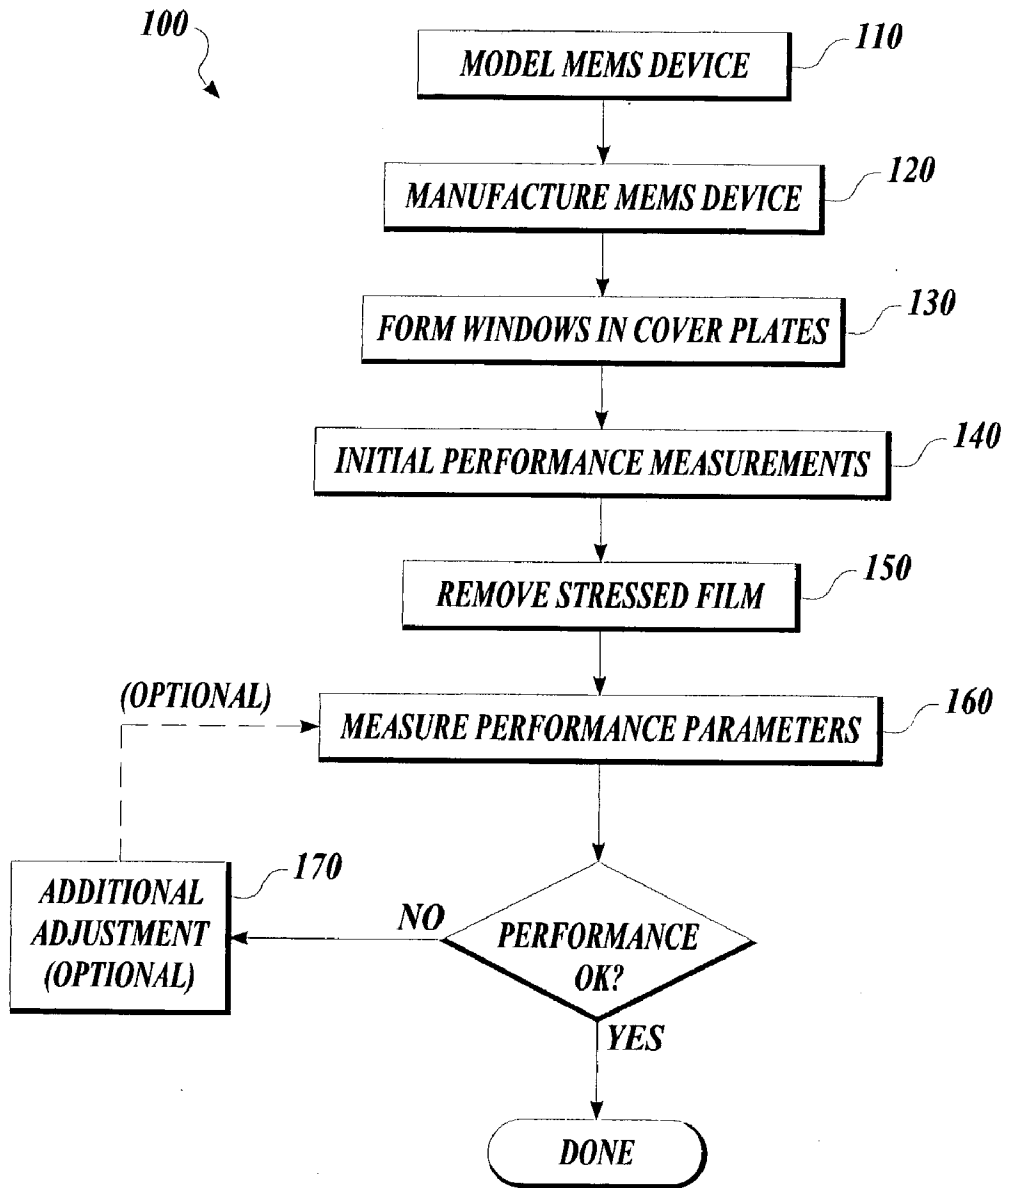 100
MODEL MEMS DEVICE
110
MANUFACTURE MEMS DEVICE
120
FORM WINDOWS IN COVER PLATES
130
INITIAL PERFORMANCE MEASUREMENTS
140
REMOVE STRESSED FILM
150
(OPTIONAL)
MEASURE PERFORMANCE PARAMETERS
160
ADDITIONAL
ADJUSTMENT
(OPTIONAL)
170
NO
PERFORMANCE
OK?
YES
DONE